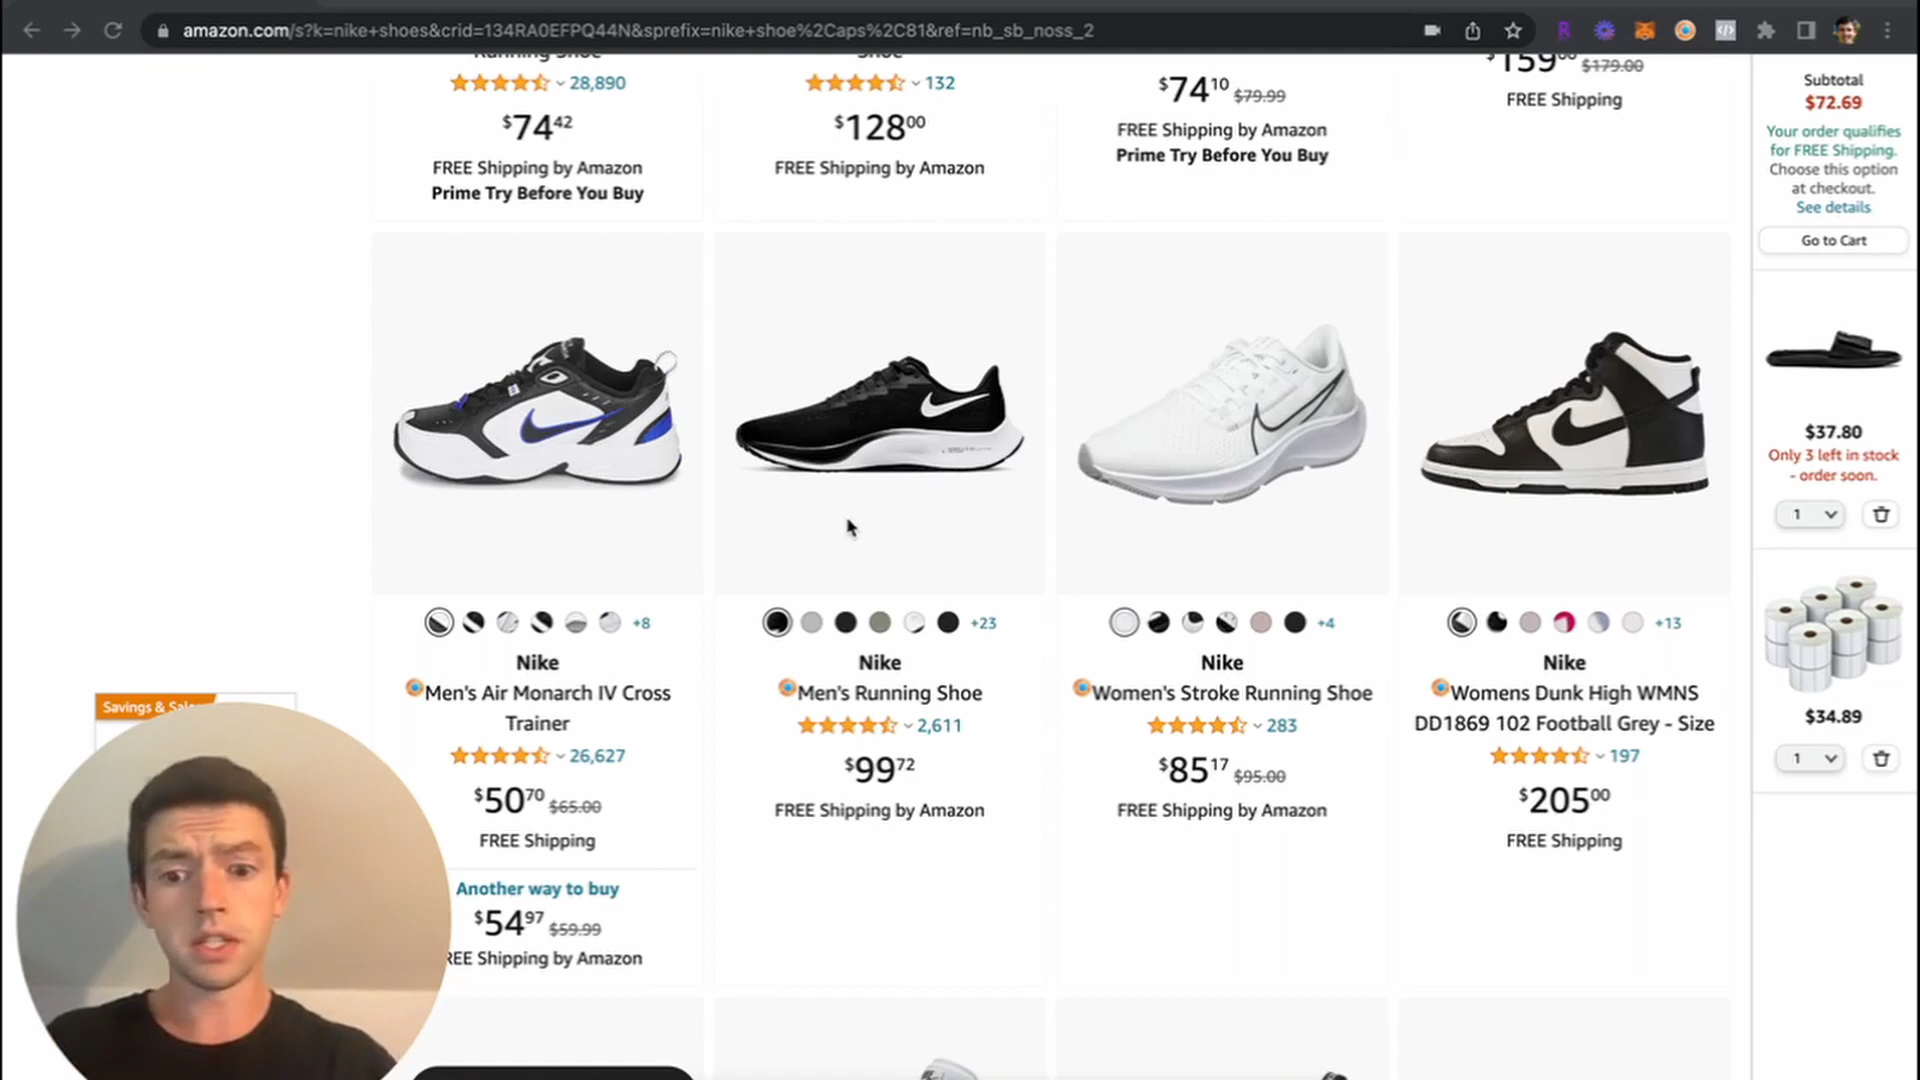 amazon.com/s?k=nike+shoes&crid=134RA0EFPQ44N&sprefix=nike+shoe%2Caps%2C81&ref=nb_sb_noss_2
Running Shoe
28,890
$74.42
FREE Shipping by Amazon
Prime Try Before You Buy
Shoe
132
$128.00
FREE Shipping by Amazon
$74.10 $79.99
FREE Shipping by Amazon
Prime Try Before You Buy
$159 $179.00
FREE Shipping
Subtotal
$72.69
Your order qualifies
for FREE Shipping.
Choose this option
at checkout.
See details
Go to Cart
$37.80
Only 3 left in stock
- order soon.
1
$34.89
1
+8
Nike
Men's Air Monarch IV Cross
Trainer
26,627
$50.70 $65.00
FREE Shipping
Another way to buy
$54.97 $59.99
REE Shipping by Amazon
+23
Nike
Men's Running Shoe
2,611
$99.72
FREE Shipping by Amazon
+4
Nike
Women's Stroke Running Shoe
283
$85.17 $95.00
FREE Shipping by Amazon
+13
Nike
Womens Dunk High WMNS
DD1869 102 Football Grey - Size
197
$205.00
FREE Shipping
Savings &